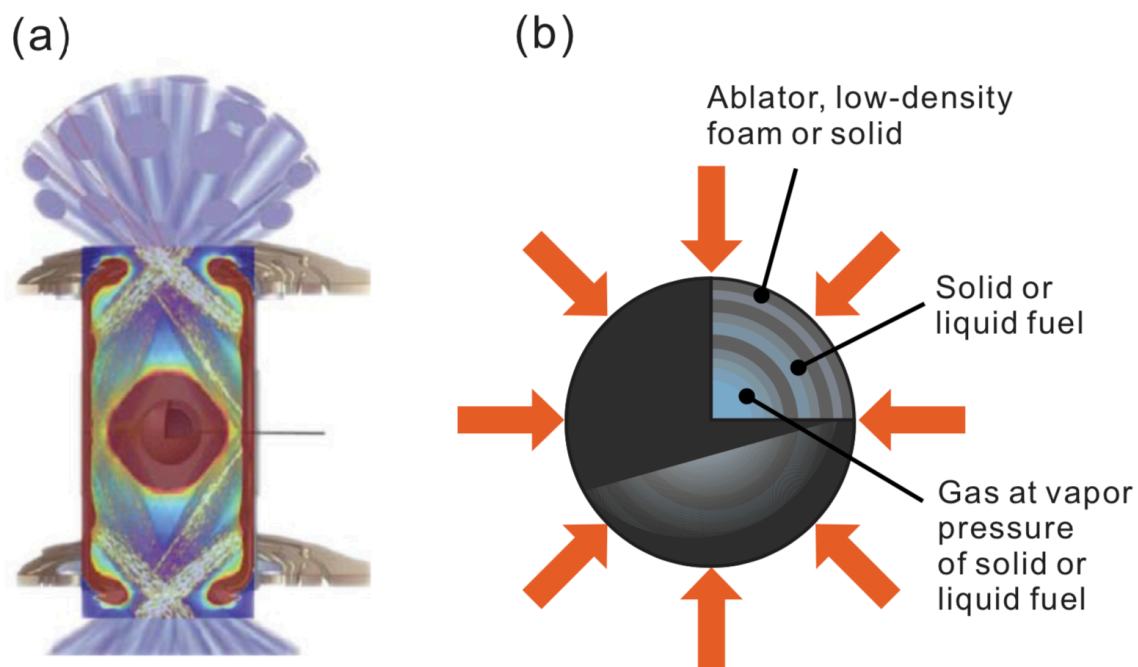 (a)
(b)
Ablator, low-density
foam or solid
Solid or
liquid fuel
Gas at vapor
pressure
of solid or
liquid fuel